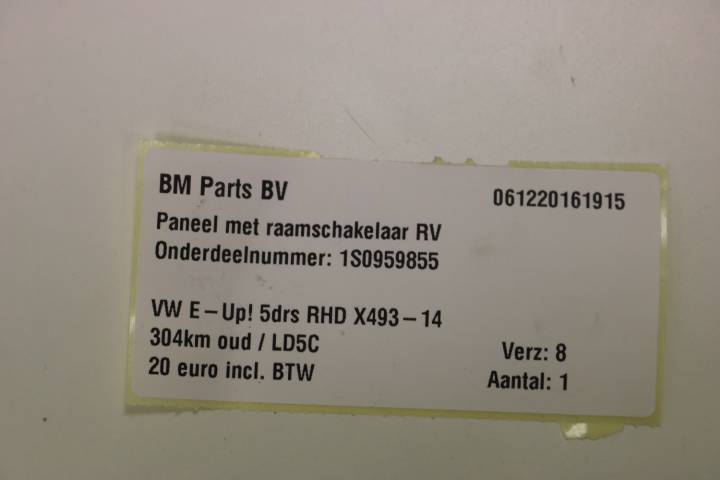 BM Parts BV 061220161915
Paneel met raamschakelaar RV
Onderdeelnummer: 1S0959855
VW E-Up! 5drs RHD X493-14
304km oud / LD5C Verz: 8
20 euro incl. BTW Aantal: 1